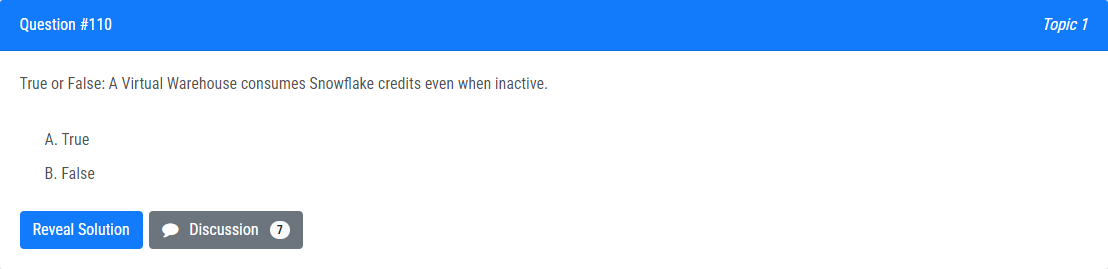 Question #110
Topic 1
True or False: A Virtual Warehouse consumes Snowflake credits even when inactive.
A. True
B. False
Reveal Solution
Discussion 7